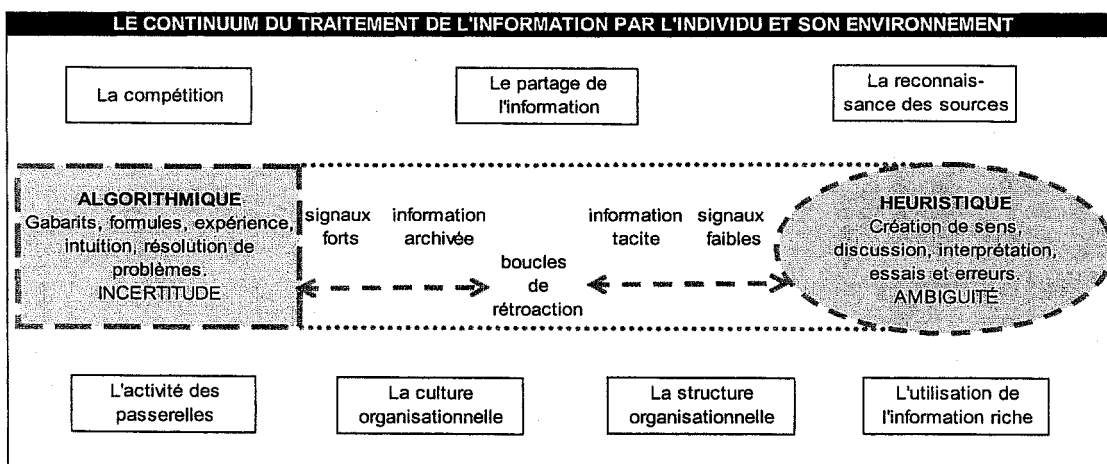 LE CONTINUUM DU TRAITEMENT DE L'INFORMATION PAR L'INDIVIDU ET SON ENVIRONNEMENT
La compétition
Le partage de
l'information
La reconnais-
sance des sources
ALGORITHMIQUE
Gabarits, formules, expérience,
intuition, résolution de
problèmes.
INCERTITUDE
signaux
forts
information
archivée
boucles
de
rétroaction
information
tacite
signaux
faibles
HEURISTIQUE
Création de sens,
discussion, interprétation,
essais et erreurs.
AMBIGUITÉ
L'activité des
passerelles
La culture
organisationnelle
La structure
organisationnelle
L'utilisation de
l'information riche